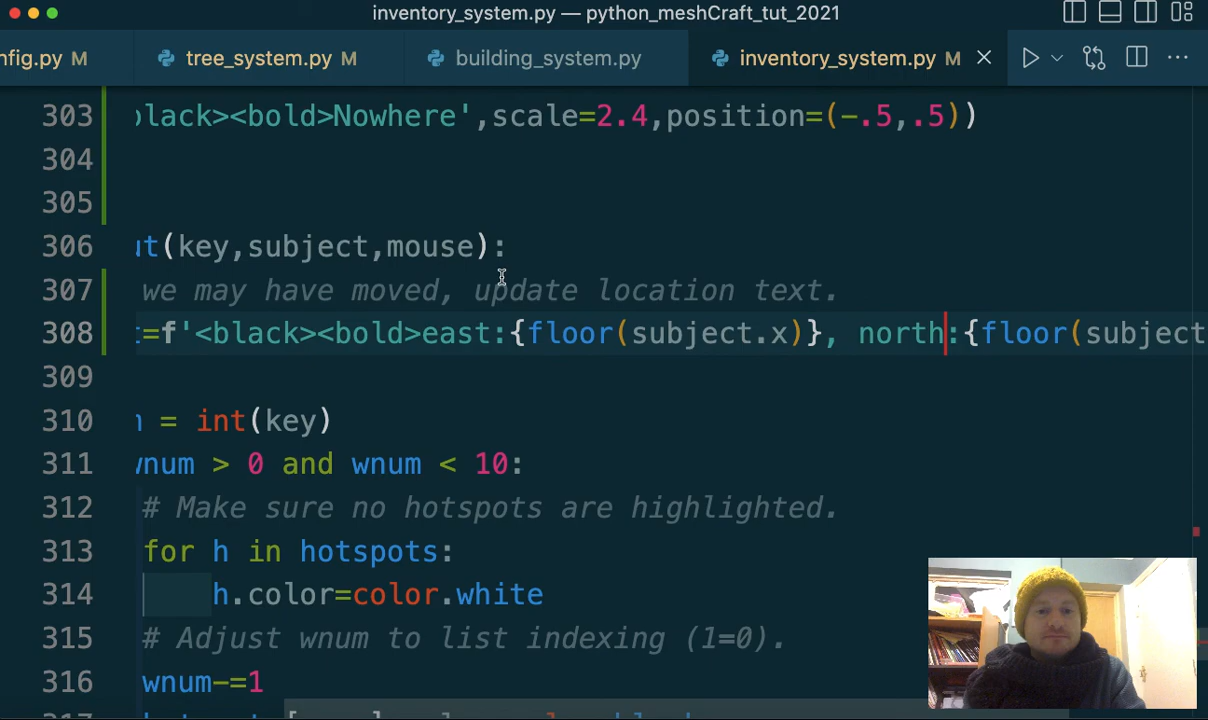 inventory_system.py — python_meshCraft_tut_2021
nfig.py M tree_system.py M building_system.py inventory_system.py M
303 black><bold>Nowhere',scale=2.4,position=(-.5,.5))
304
305
306 ut(key,subject,mouse):
307 we may have moved, update location text.
308 t=f'<black><bold>east:{floor(subject.x)}, north:{floor(subject
309
310 n = int(key)
311 wnum > 0 and wnum < 10:
312 # Make sure no hotspots are highlighted.
313 for h in hotspots:
314 h.color=color.white
315 # Adjust wnum to list indexing (1=0).
316 wnum-=1